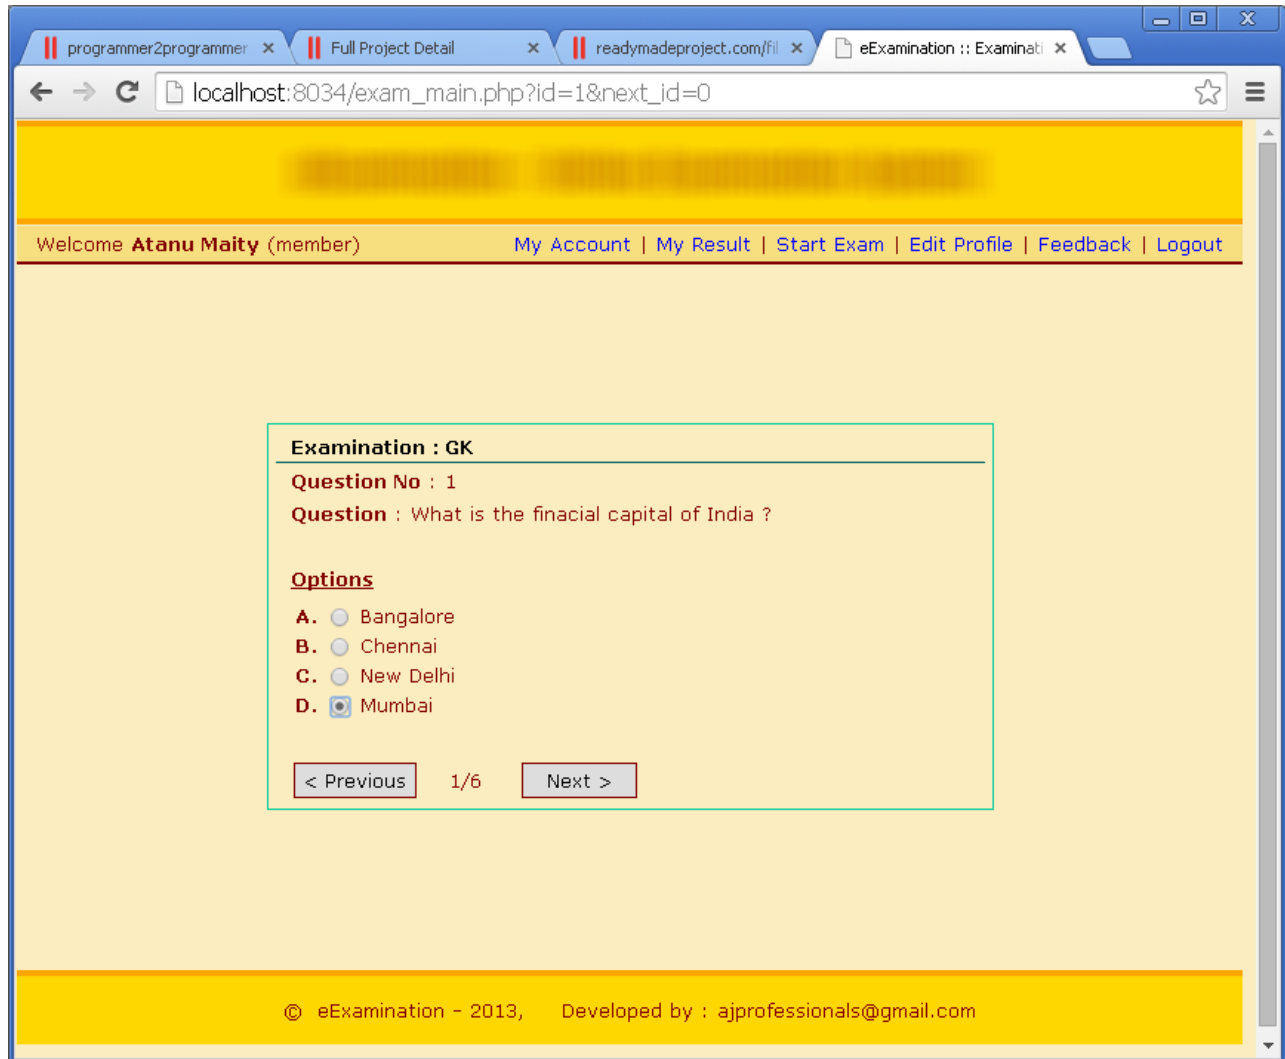 programmer2programmer
Full Project Detail
readymadeproject.com/fil
eExamination :: Examinati
localhost:8034/exam_main.php?id=1&next_id=0
Welcome Atanu Maity (member)
My Account | My Result | Start Exam | Edit Profile | Feedback | Logout
Examination : GK
Question No : 1
Question : What is the finacial capital of India ?
Options
A. Bangalore
B. Chennai
C. New Delhi
D. Mumbai
< Previous 1/6 Next >
© eExamination - 2013, Developed by : ajprofessionals@gmail.com